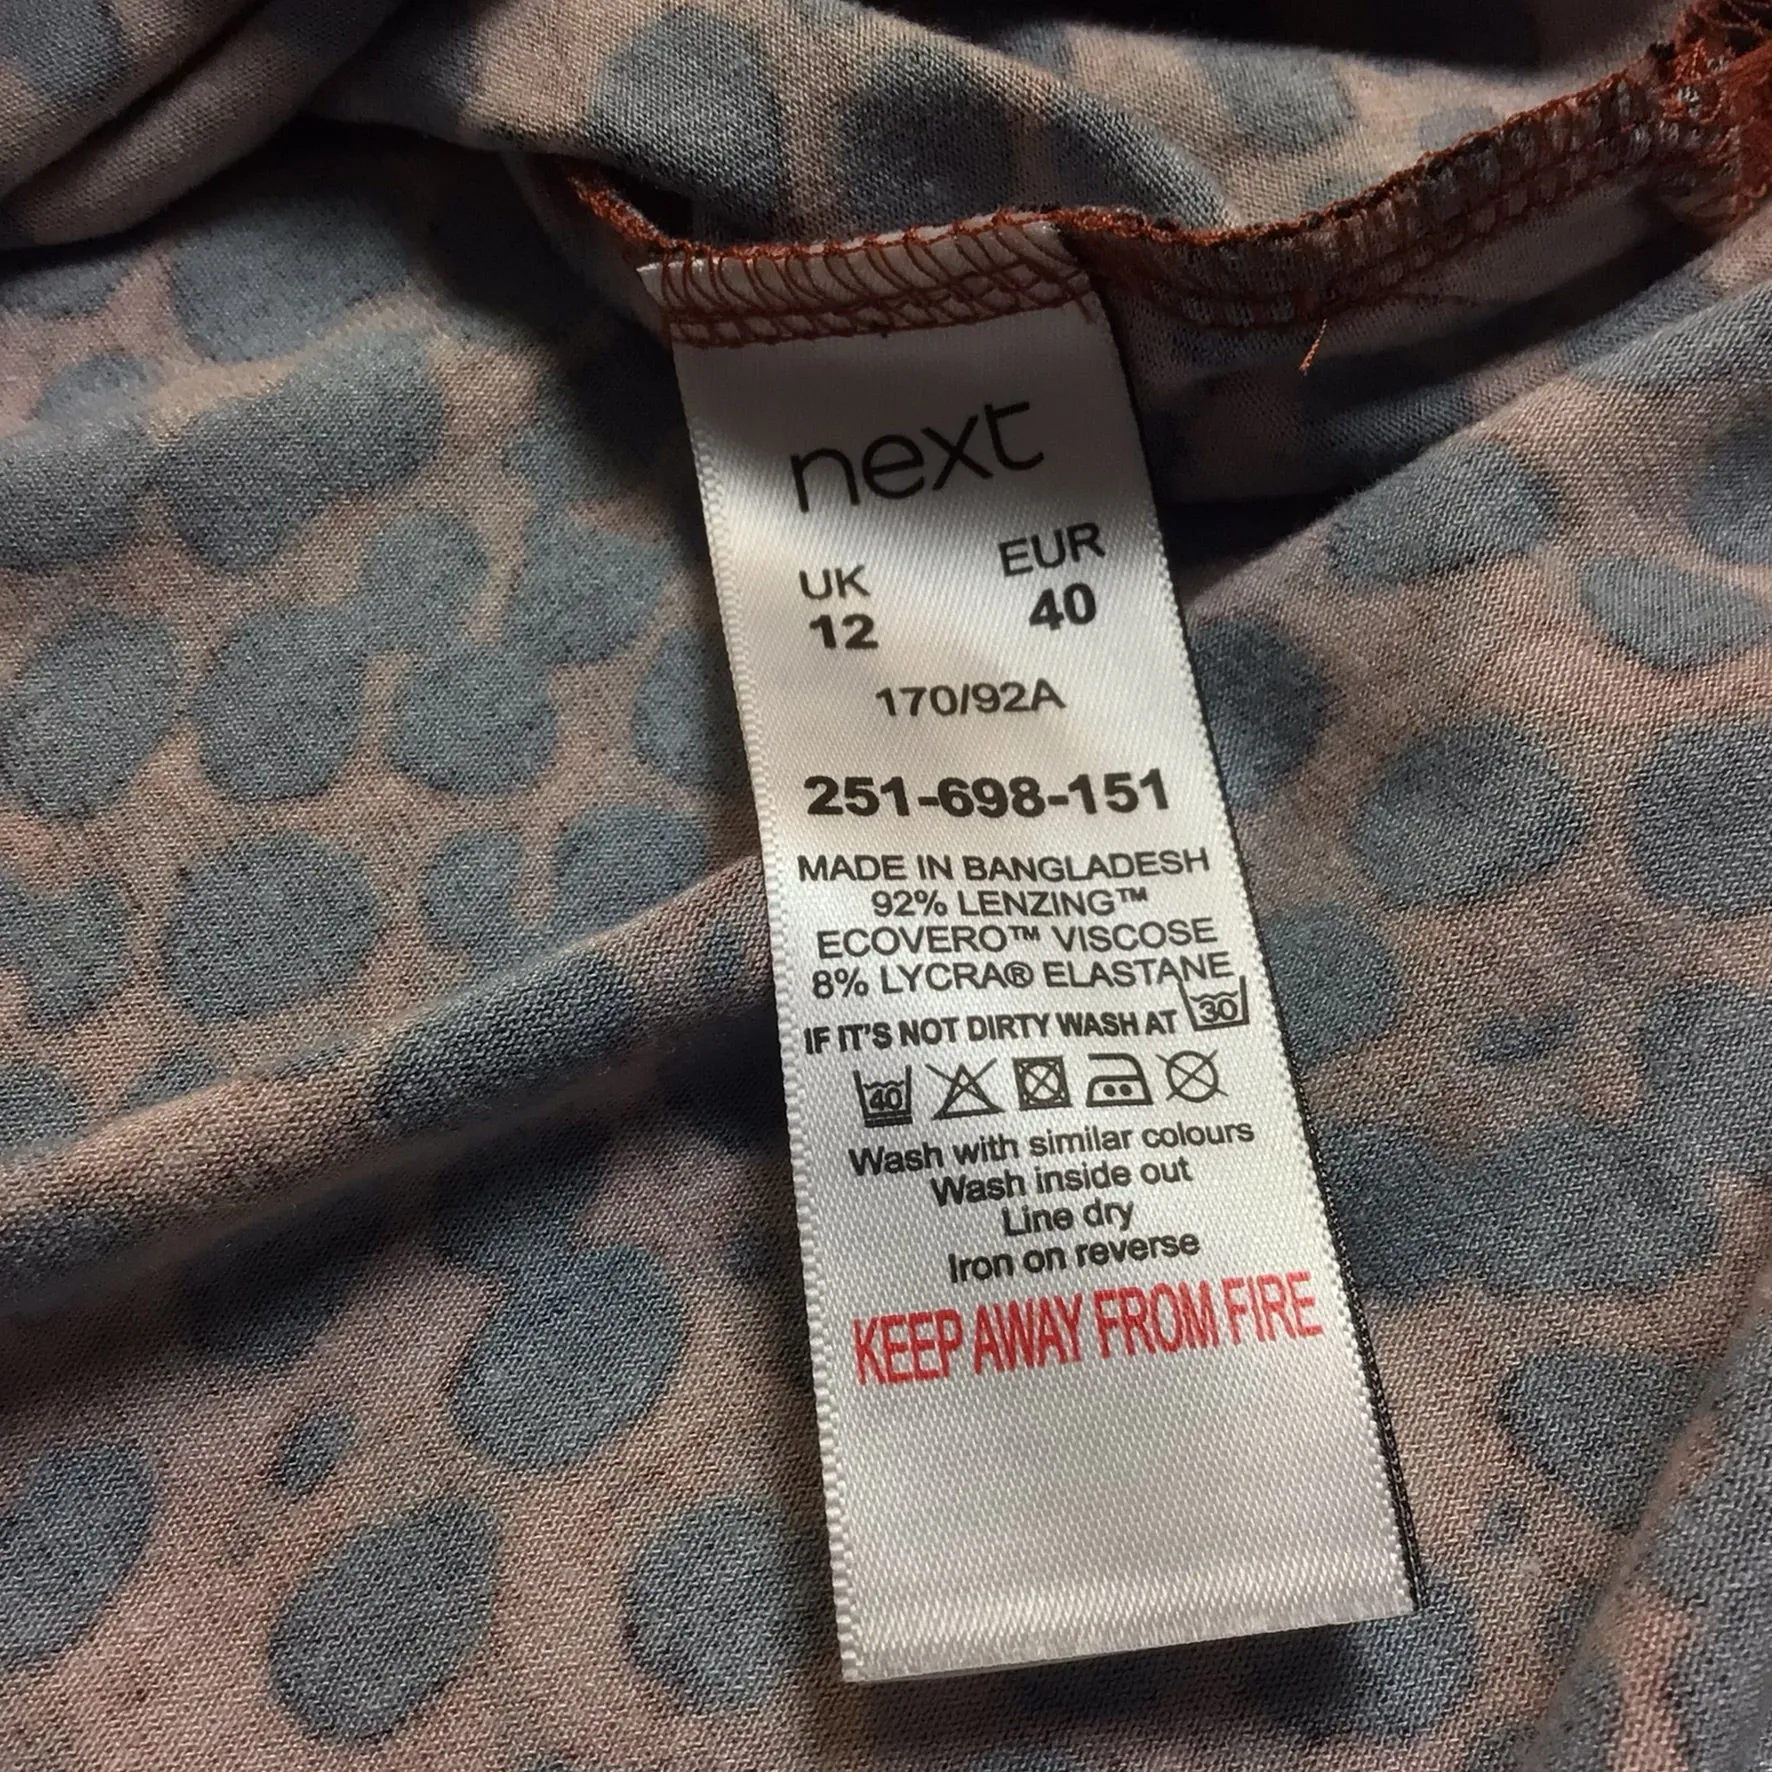 next
UK EUR
12 40
170/92A
251-698-151
MADE IN BANGLADESH
92% LENZING™
ECOVERO™ VISCOSE
8% LYCRA® ELASTANE
IF IT'S NOT DIRTY WASH AT 30
40
Wash with similar colours
Wash inside out
Line dry
Iron on reverse
KEEP AWAY FROM FIRE